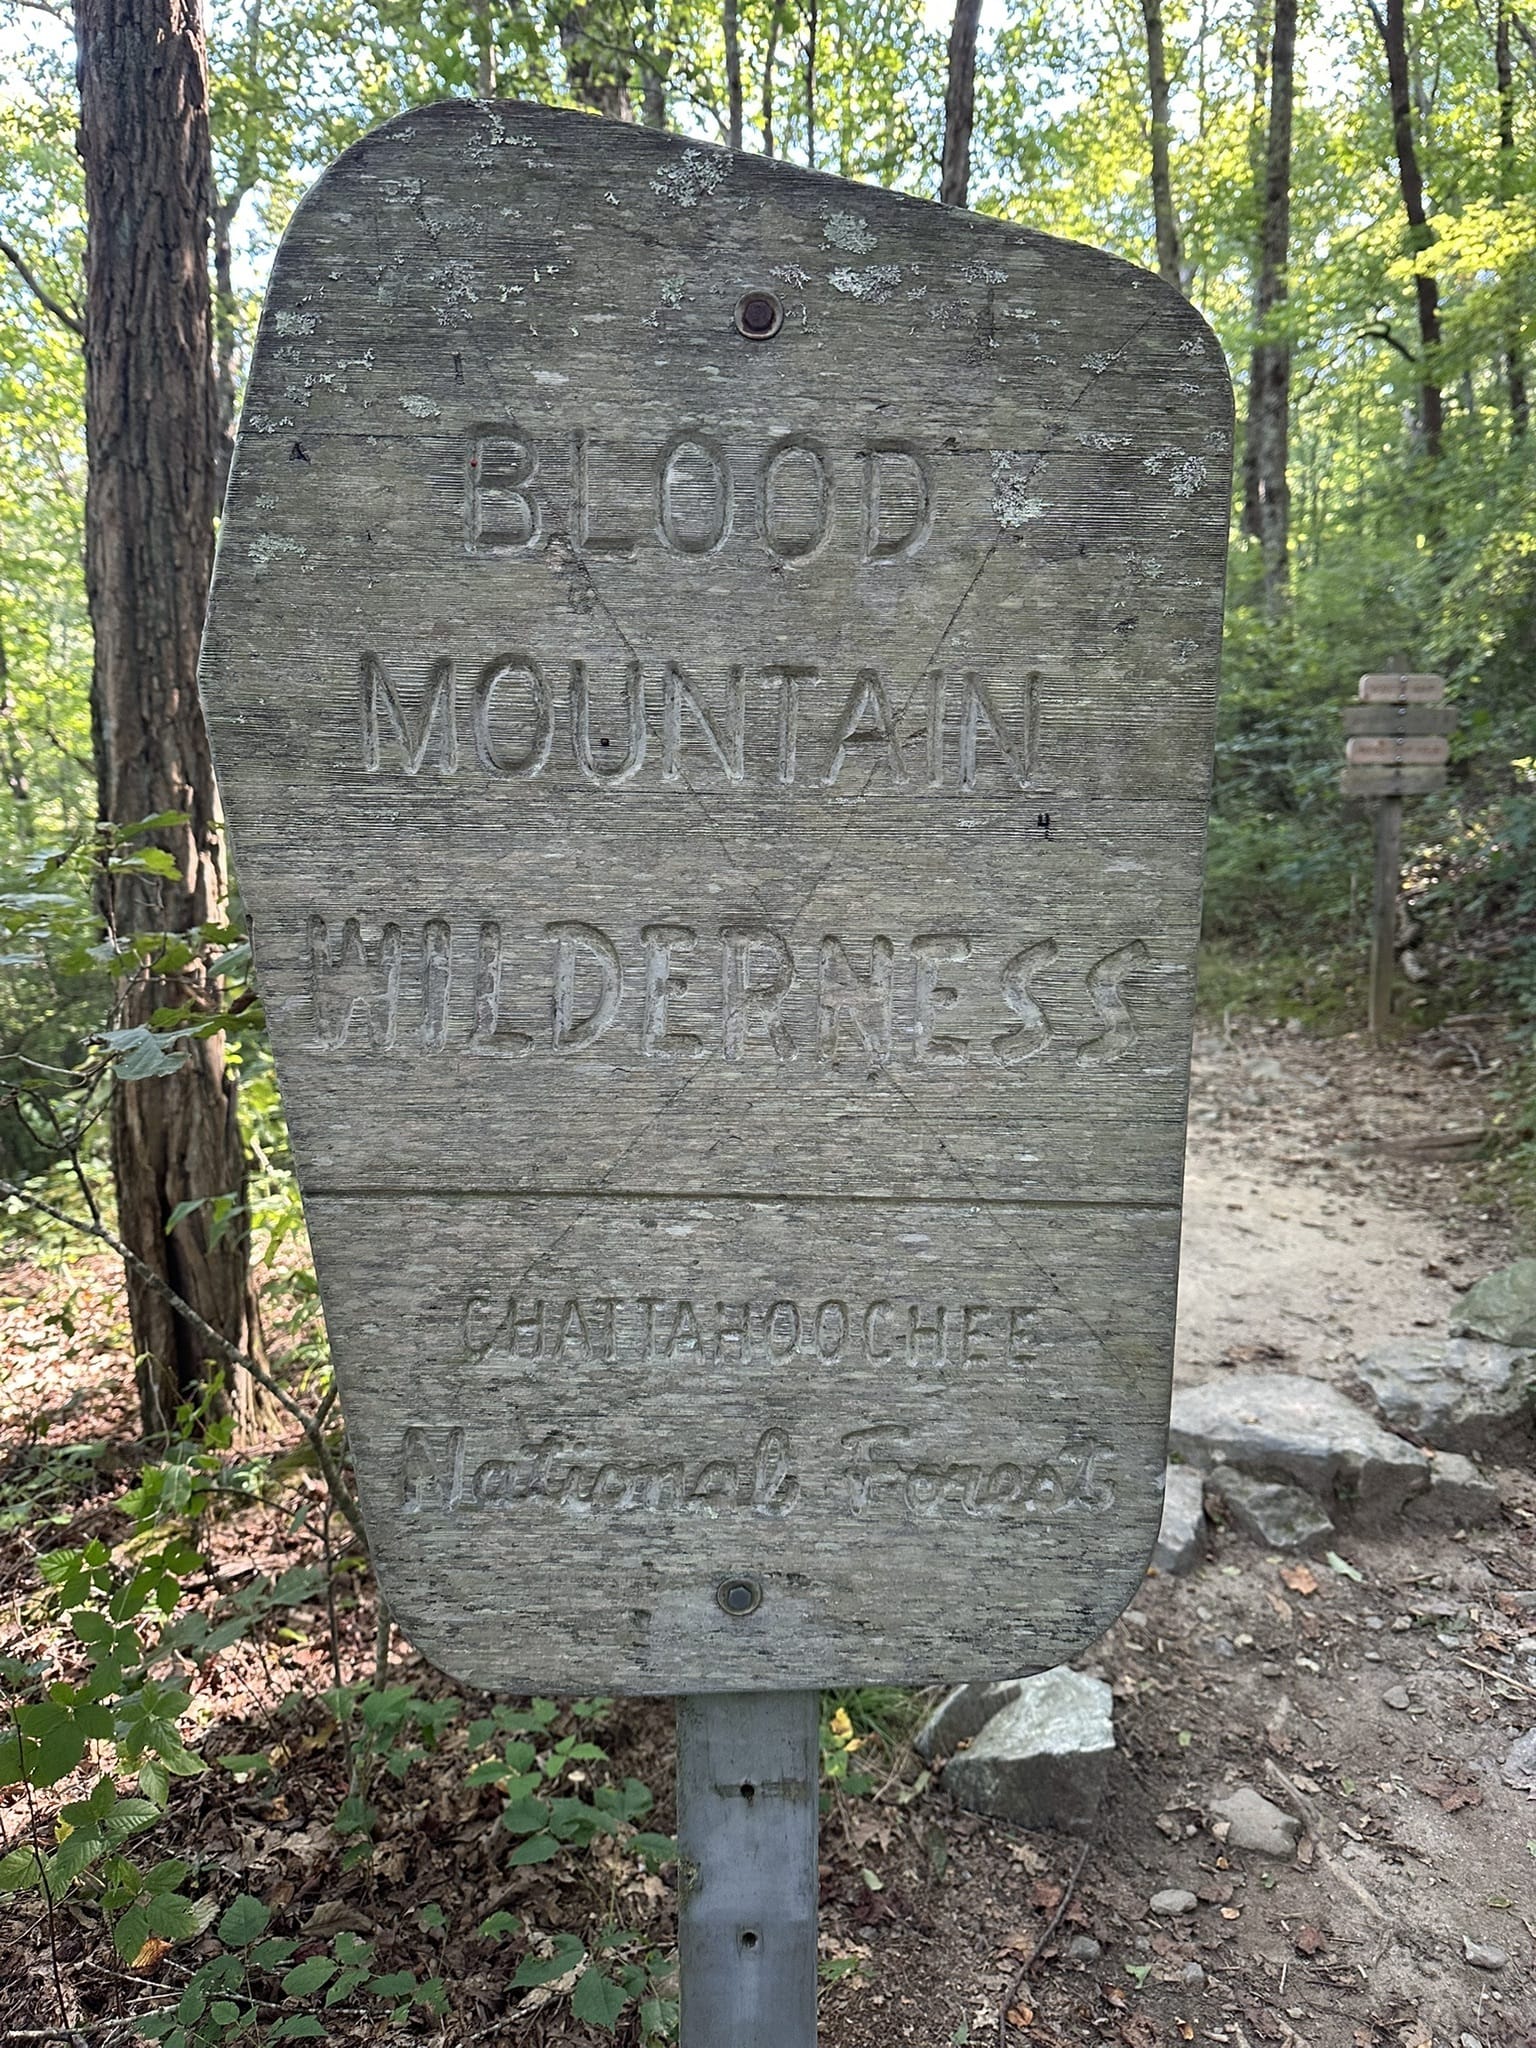 BLOOD
MOUNTAIN
WILDERNESS
CHATTAHOOCHEE
National Forest